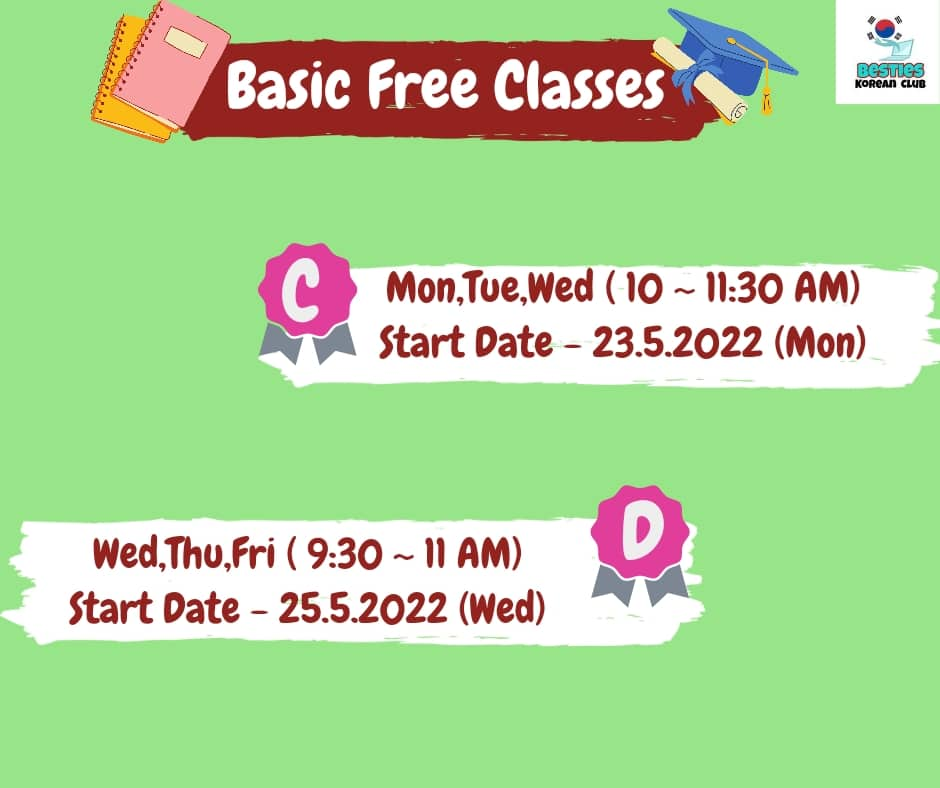 Basic Free Classes
BESTIES
KOREAN CLUB
C
Mon,Tue,Wed ( 10 ~ 11:30 AM)
Start Date - 23.5.2022 (Mon)
D
Wed,Thu,Fri ( 9:30 ~ 11 AM)
Start Date - 25.5.2022 (Wed)